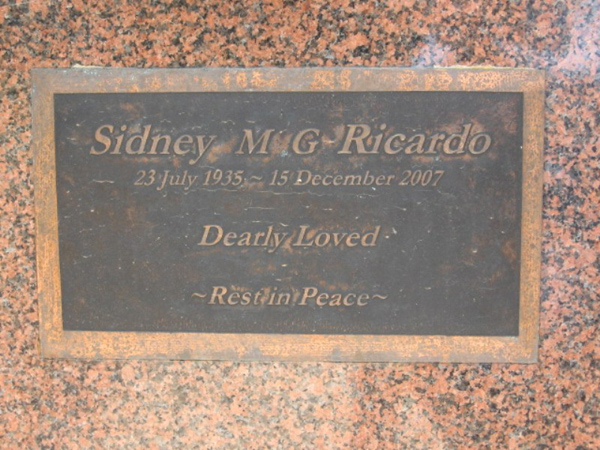 Sidney M G Ricardo
23 July 1935 ~ 15 December 2007
Dearly Loved
~Rest in Peace~